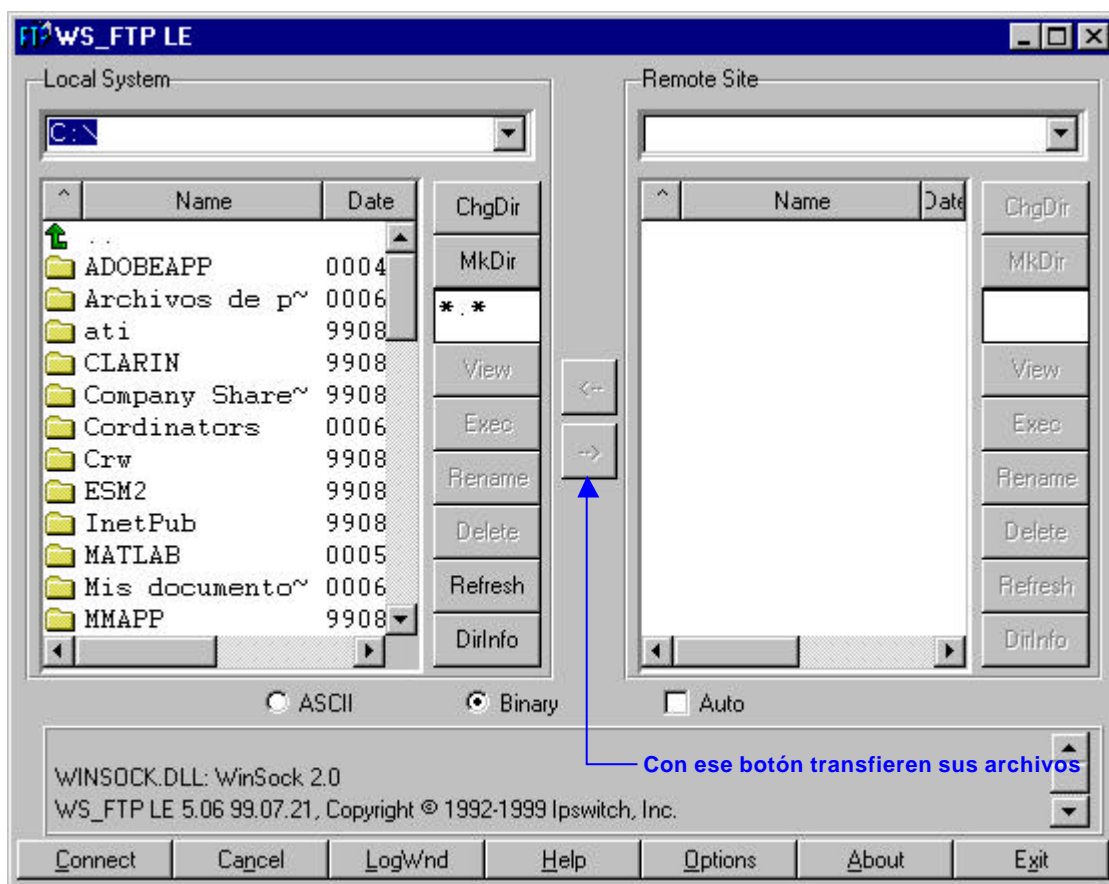 WS_FTP LE
Local System
C:\
^ Name Date
..
ADOBEAPP 0004
Archivos de p~ 0006
ati 9908
CLARIN 9908
Company Share~ 9908
Cordinators 0006
Crw 9908
ESM2 9908
InetPub 9908
MATLAB 0005
Mis documento~ 0006
MMAPP 9908
ChgDir
MkDir
*.*
View
Exec
Rename
Delete
Refresh
DirInfo
<--
-->
Remote Site
^ Name Date
ChgDir
MkDir
View
Exec
Rename
Delete
Refresh
DirInfo
ASCII Binary Auto
Con ese botón transfieren sus archivos
WINSOCK.DLL: WinSock 2.0
WS_FTP LE 5.06 99.07.21, Copyright © 1992-1999 Ipswitch, Inc.
Connect Cancel LogWnd Help Options About Exit